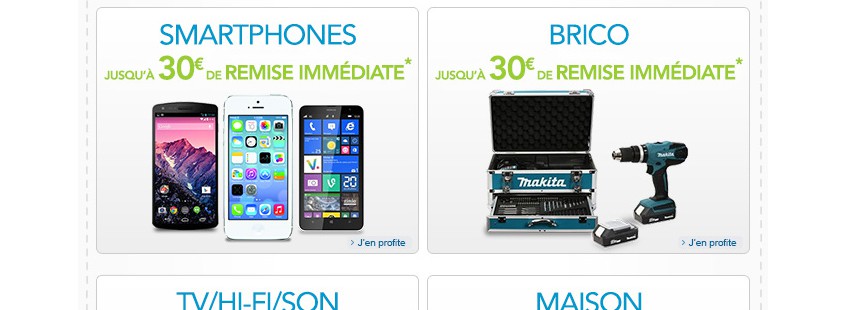 SMARTPHONES
JUSQU'À 30€ DE REMISE IMMÉDIATE*
> J'en profite
BRICO
JUSQU'À 30€ DE REMISE IMMÉDIATE*
makita
> J'en profite
TV/HI-FI/SON
MAISON